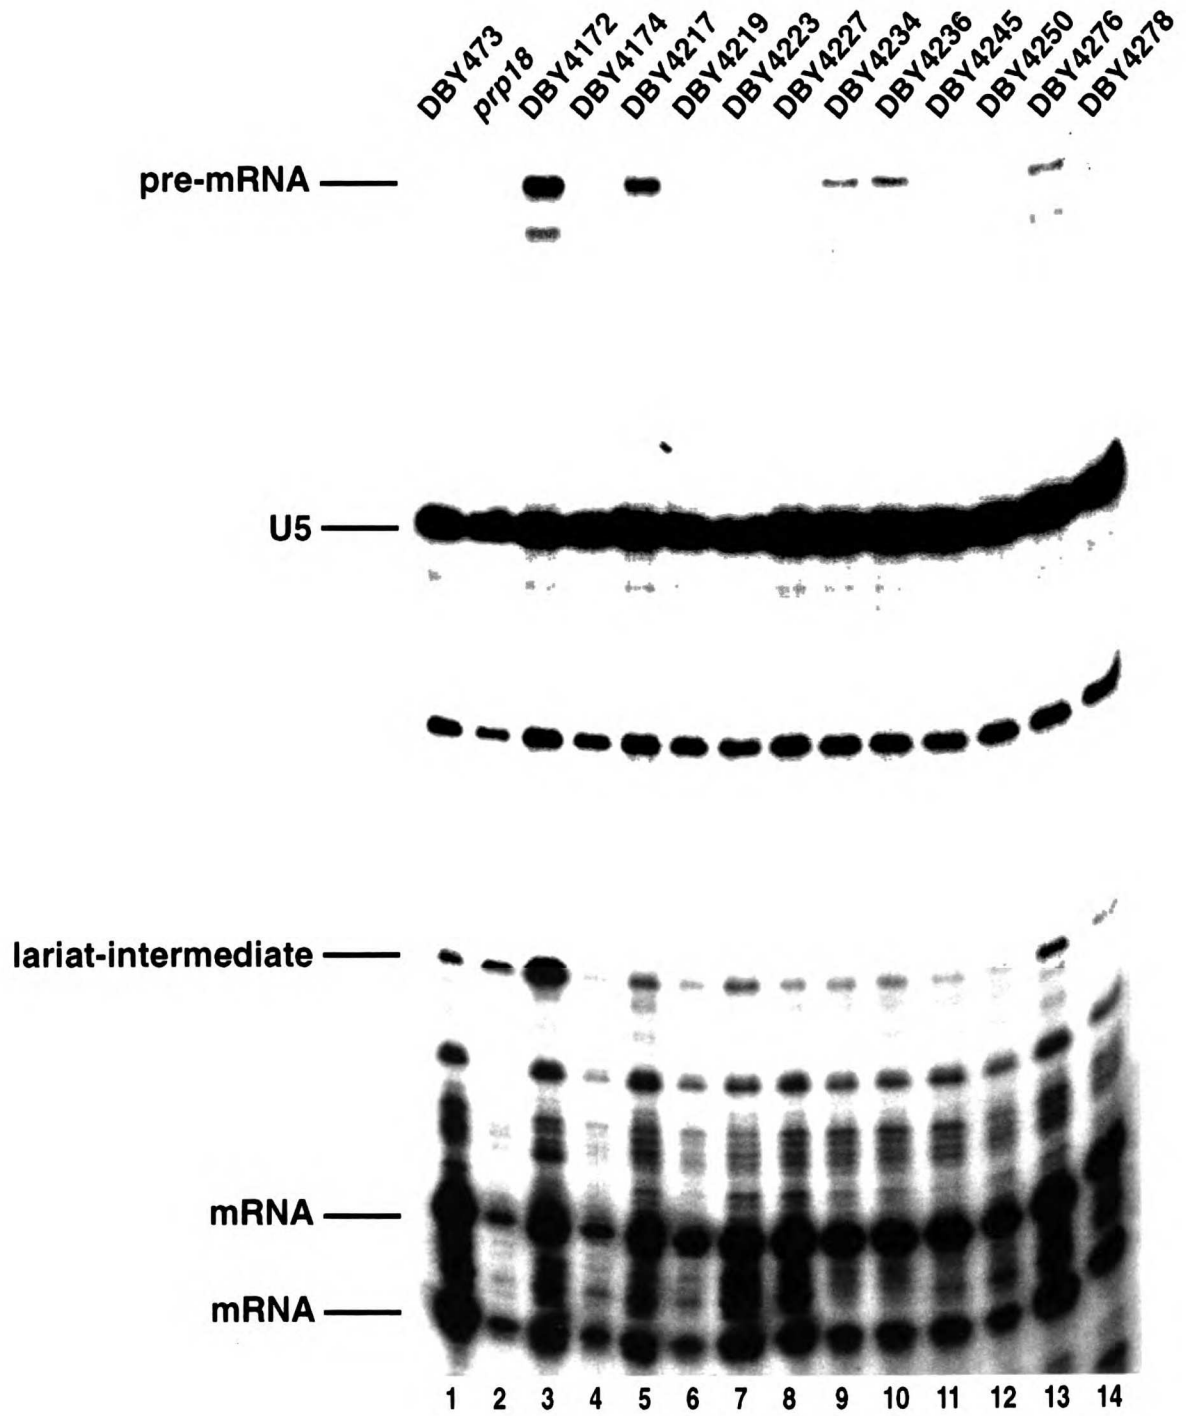 DBY473 prp18 DBY4172 DBY4174 DBY4217 DBY4219 DBY4223 DBY4227 DBY4234 DBY4236 DBY4245 DBY4250 DBY4276 DBY4278
pre-mRNA
U5
lariat-intermediate
mRNA
mRNA
1 2 3 4 5 6 7 8 9 10 11 12 13 14